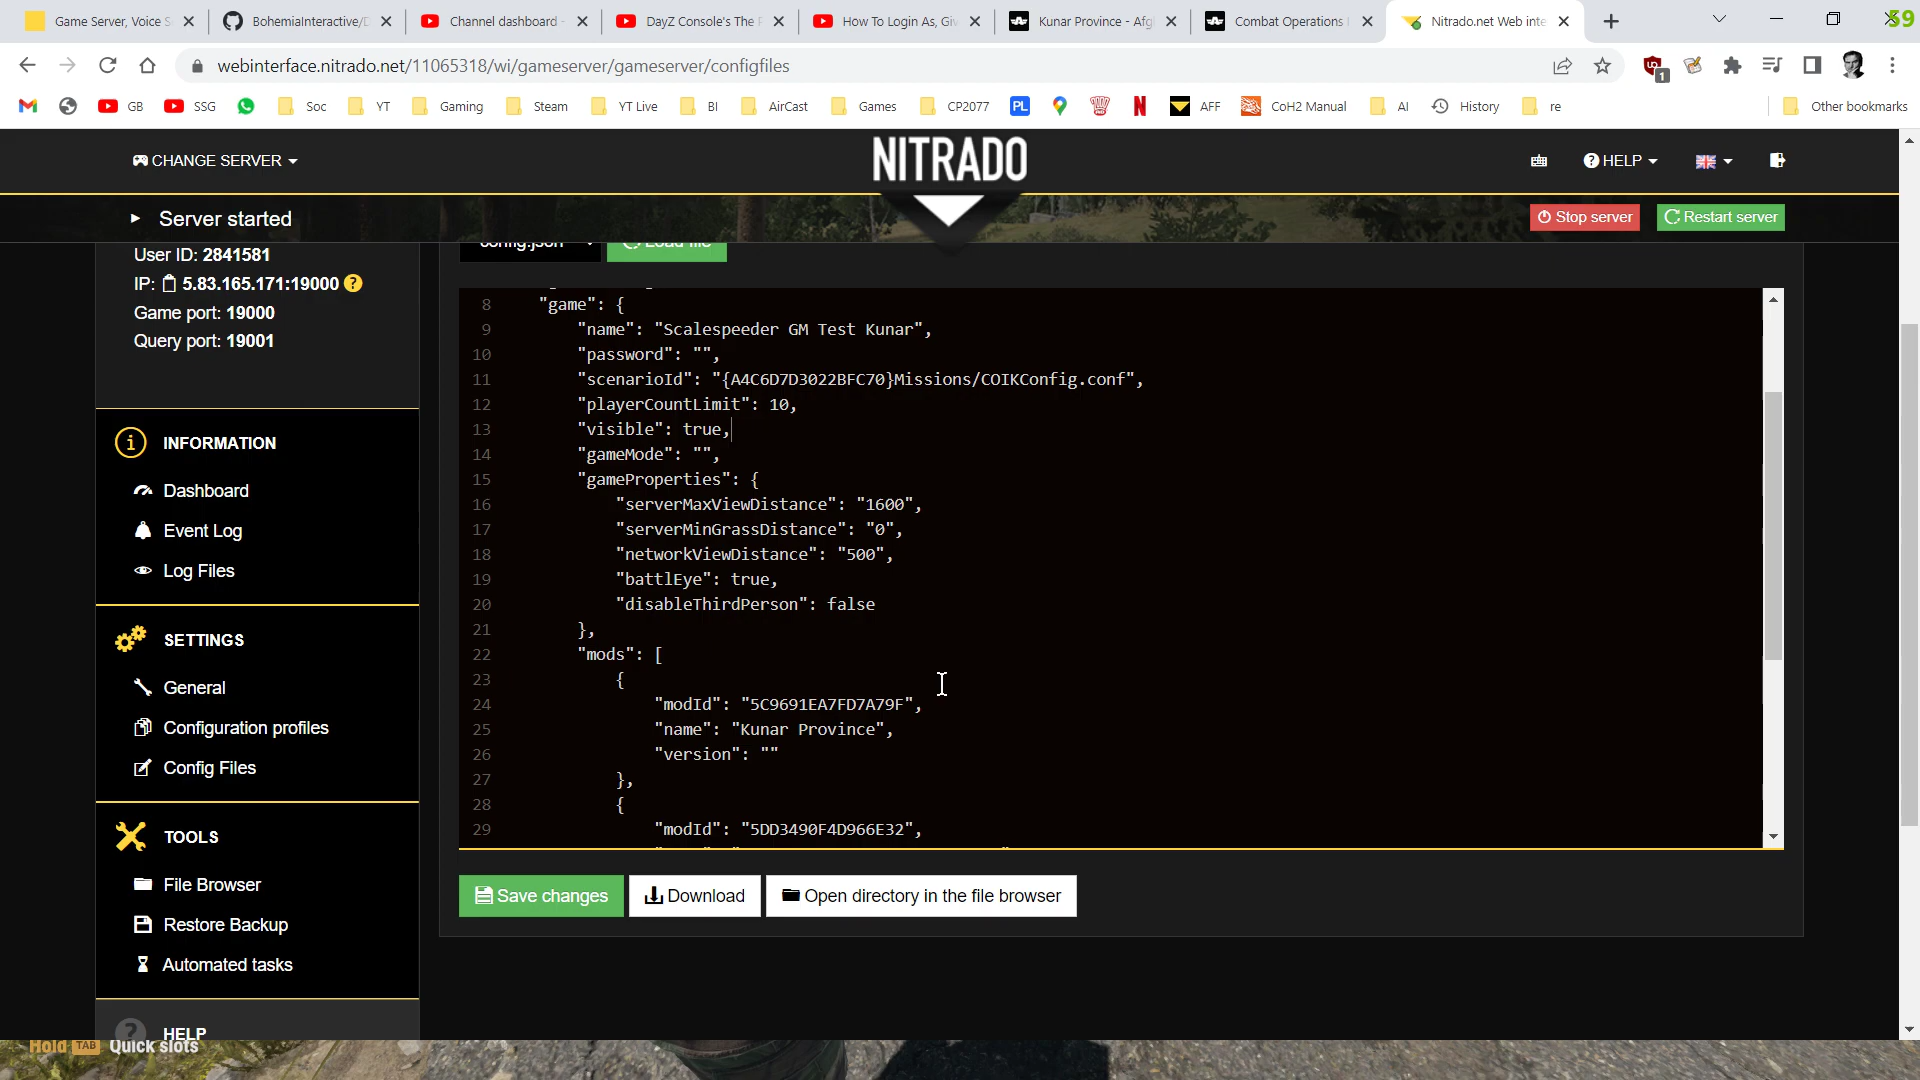 Game Server, Voice S
BohemiaInteractive/D
Channel dashboard -
DayZ Console's The F
How To Login As, Giv
Kunar Province - Afg
Combat Operations
Nitrado.net Web inte
59
webinterface.nitrado.net/11065318/wi/gameserver/gameserver/configfiles
1
GB
SSG
Soc
YT
Gaming
Steam
YT Live
BI
AirCast
Games
CP2077
PL
AFF
CoH2 Manual
AI
History
re
Other bookmarks
CHANGE SERVER
NITRADO
HELP
Server started
Stop server
Restart server
User ID: 2841581
IP: 5.83.165.171:19000
Game port: 19000
Query port: 19001
INFORMATION
Dashboard
Event Log
Log Files
SETTINGS
General
Configuration profiles
Config Files
TOOLS
File Browser
Restore Backup
Automated tasks
HELP
config.json
Load file
8 "game": {
9 "name": "Scalespeeder GM Test Kunar",
10 "password": "",
11 "scenarioId": "{A4C6D7D3022BFC70}Missions/COIKConfig.conf",
12 "playerCountLimit": 10,
13 "visible": true,
14 "gameMode": "",
15 "gameProperties": {
16 "serverMaxViewDistance": "1600",
17 "serverMinGrassDistance": "0",
18 "networkViewDistance": "500",
19 "battlEye": true,
20 "disableThirdPerson": false
21 },
22 "mods": [
23 {
24 "modId": "5C9691EA7FD7A79F",
25 "name": "Kunar Province",
26 "version": ""
27 },
28 {
29 "modId": "5DD3490F4D966E32",
Save changes
Download
Open directory in the file browser
Hold TAB Quick slots